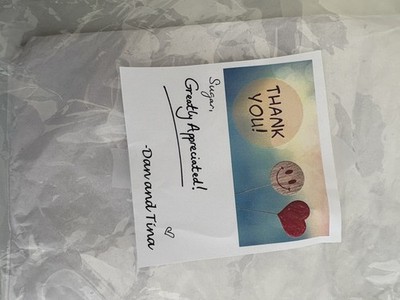 THANK
YOU!
Sugar,
Greatly Appreciated!
-Dan and Tina